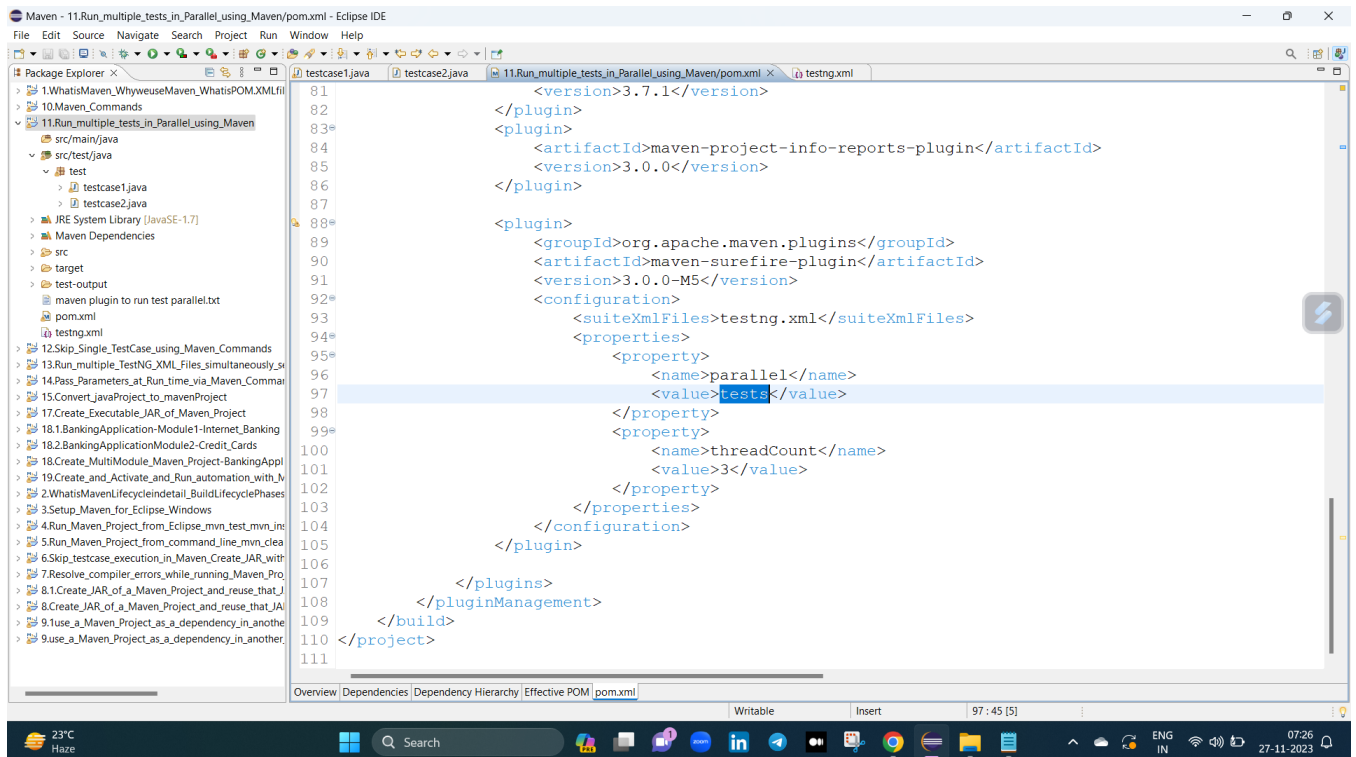 Maven - 11.Run_multiple_tests_in_Parallel_using_Maven/pom.xml - Eclipse IDE
File Edit Source Navigate Search Project Run Window Help
Package Explorer
testcase1.java testcase2.java 11.Run_multiple_tests_in_Parallel_using_Maven/pom.xml testng.xml
1.WhatisMaven_WhyweuseMaven_WhatisPOM.XMLfil
10.Maven_Commands
11.Run_multiple_tests_in_Parallel_using_Maven
src/main/java
src/test/java
test
testcase1.java
testcase2.java
JRE System Library [JavaSE-1.7]
Maven Dependencies
src
target
test-output
maven plugin to run test parallel.txt
pom.xml
testng.xml
12.Skip_Single_TestCase_using_Maven_Commands
13.Run_multiple_TestNG_XML_Files_simultaneously_se
14.Pass_Parameters_at_Run_time_via_Maven_Comma
15.Convert_javaProject_to_mavenProject
17.Create_Executable_JAR_of_Maven_Project
18.1.BankingApplication-Module1-Internet_Banking
18.2.BankingApplicationModule2-Credit_Cards
18.Create_MultiModule_Maven_Project-BankingAppl
19.Create_and_Activate_and_Run_automation_with_M
2.WhatisMavenLifecycleindetail_BuildLifecyclePhases
3.Setup_Maven_for_Eclipse_Windows
4.Run_Maven_Project_from_Eclipse_mvn_test_mvn_ins
5.Run_Maven_Project_from_command_line_mvn_clea
6.Skip_testcase_execution_in_Maven_Create_JAR_with
7.Resolve_compiler_errors_while_running_Maven_Pro
8.1.Create_JAR_of_a_Maven_Project_and_reuse_that_J
8.Create_JAR_of_a_Maven_Project_and_reuse_that_JA
9.1use_a_Maven_Project_as_a_dependency_in_anothe
9.use_a_Maven_Project_as_a_dependency_in_another
81 <version>3.7.1</version>
82 </plugin>
83 <plugin>
84 <artifactId>maven-project-info-reports-plugin</artifactId>
85 <version>3.0.0</version>
86 </plugin>
87
88 <plugin>
89 <groupId>org.apache.maven.plugins</groupId>
90 <artifactId>maven-surefire-plugin</artifactId>
91 <version>3.0.0-M5</version>
92 <configuration>
93 <suiteXmlFiles>testng.xml</suiteXmlFiles>
94 <properties>
95 <property>
96 <name>parallel</name>
97 <value>tests</value>
98 </property>
99 <property>
100 <name>threadCount</name>
101 <value>3</value>
102 </property>
103 </properties>
104 </configuration>
105 </plugin>
106
107 </plugins>
108 </pluginManagement>
109 </build>
110 </project>
111
Overview Dependencies Dependency Hierarchy Effective POM pom.xml
Writable Insert 97 : 45 [5]
23°C
Haze
Search
PRE
1
zoom
ENG
IN
07:26
27-11-2023